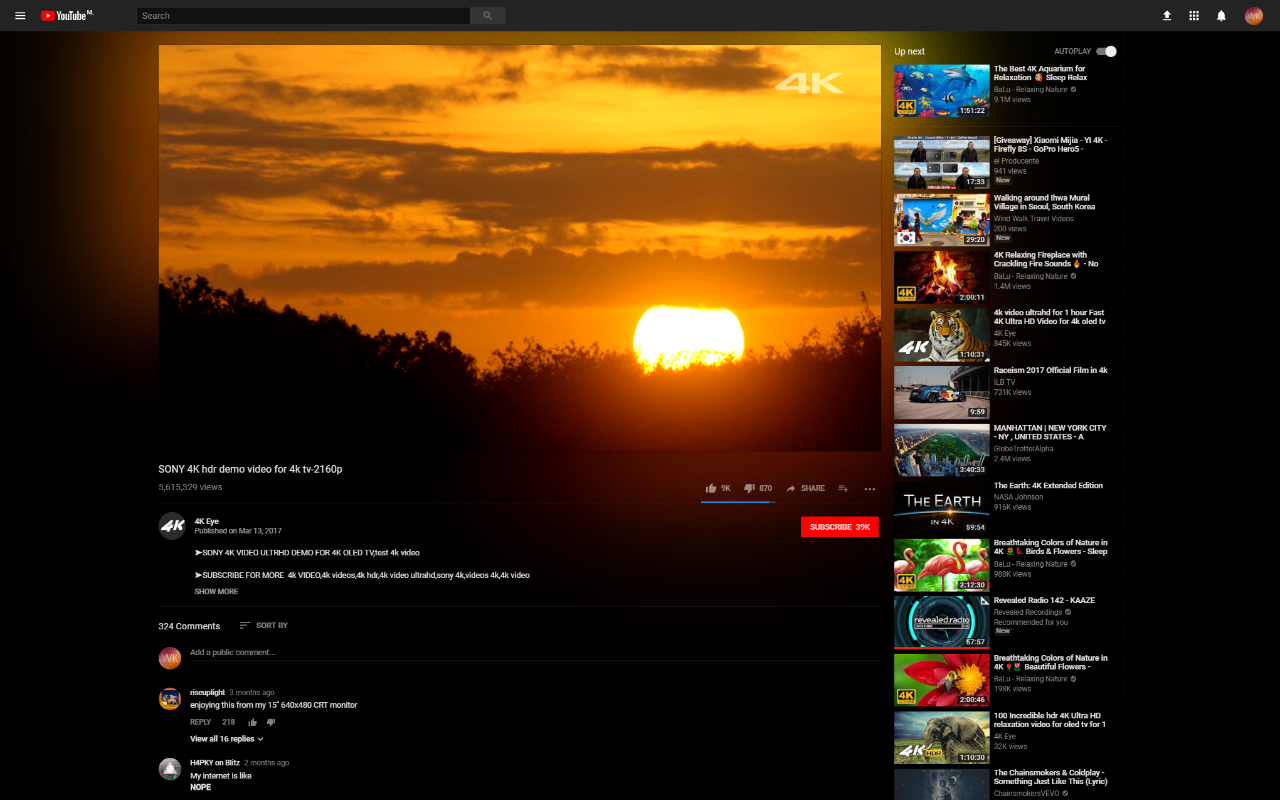 YouTube NL
Search
WK
4K
SONY 4K hdr demo video for 4k tv-2160p
5,615,329 views
9K
870
SHARE
4K
4K Eye
Published on Mar 13, 2017
SUBSCRIBE 39K
➤SONY 4K VIDEO ULTRHD DEMO FOR 4K OLED TV,test 4k video
➤SUBSCRIBE FOR MORE 4k VIDEO,4k videos,4k hdr,4k video ultrahd,sony 4k,videos 4k,4k video
SHOW MORE
324 Comments
SORT BY
WK
Add a public comment...
riseuplight 3 months ago
enjoying this from my 15" 640x480 CRT monitor
REPLY 218
View all 16 replies
H4PKY on Blitz 2 months ago
My internet is like
NOPE
Up next
AUTOPLAY
4K
1:51:22
The Best 4K Aquarium for
Relaxation Sleep Relax
BaLu - Relaxing Nature
9.1M views
17:33
[Giveaway] Xiaomi Mijia - YI 4K -
Firefly 8S - GoPro Hero5 -
el Producente
941 views
New
29:20
Walking around Ihwa Mural
Village in Seoul, South Korea
Wind Walk Travel Videos
200 views
New
4K
2:00:11
4K Relaxing Fireplace with
Crackling Fire Sounds 🔥 - No
BaLu - Relaxing Nature
1.4M views
4K
1:10:31
4k video ultrahd for 1 hour Fast
4K Ultra HD Video for 4k oled tv
4K Eye
845K views
9:59
Raceism 2017 Official Film in 4k
ILB TV
731K views
3:40:33
MANHATTAN | NEW YORK CITY
- NY , UNITED STATES - A
GlobeTrotterAlpha
2.4M views
THE EARTH
IN 4K
59:54
The Earth: 4K Extended Edition
NASA Johnson
916K views
4K
2:12:30
Breathtaking Colors of Nature in
4K Birds & Flowers - Sleep
BaLu - Relaxing Nature
988K views
revealed.radio
57:57
Revealed Radio 142 - KAAZE
Revealed Recordings
Recommended for you
New
4K
2:00:46
Breathtaking Colors of Nature in
4K Beautiful Flowers -
BaLu - Relaxing Nature
198K views
4K HDR
1:10:30
100 Incredible hdr 4K Ultra HD
relaxation video for oled tv for 1
4K Eye
32K views
The Chainsmokers & Coldplay -
Something Just Like This (Lyric)
ChainsmokersVEVO